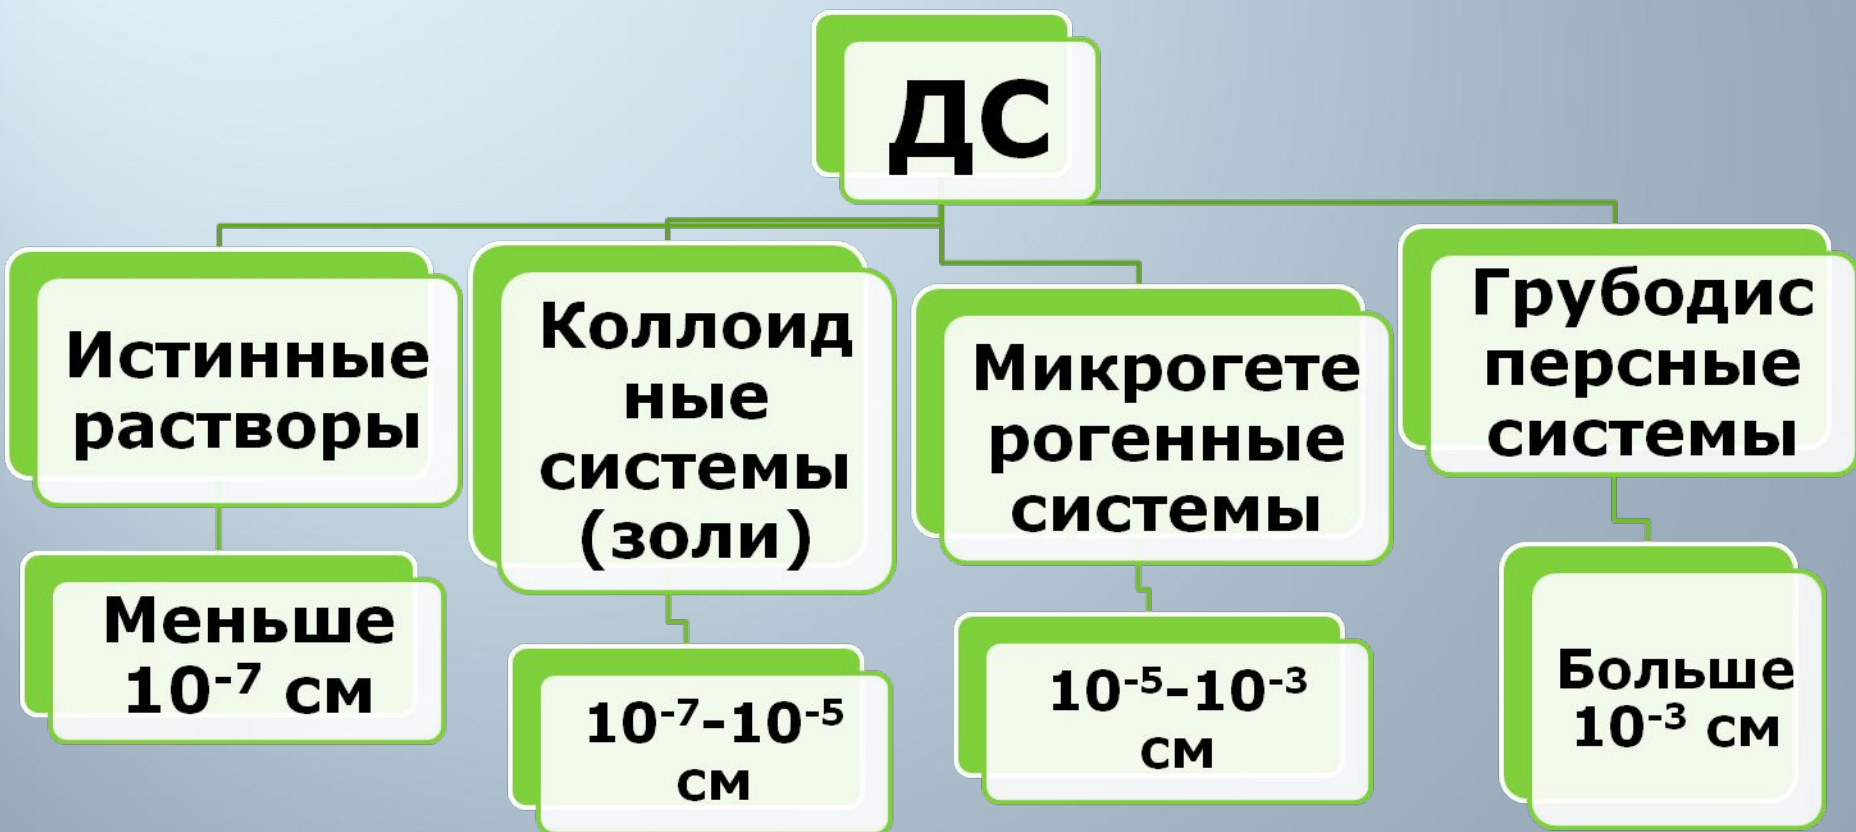 ДС
Истинные
растворы
Коллоид
ные
системы
(золи)
Микрогете
рогенные
системы
Грубодис
персные
системы
Меньше
10⁻⁷ см
10⁻⁷-10⁻⁵
см
10⁻⁵-10⁻³
см
Больше
10⁻³ см